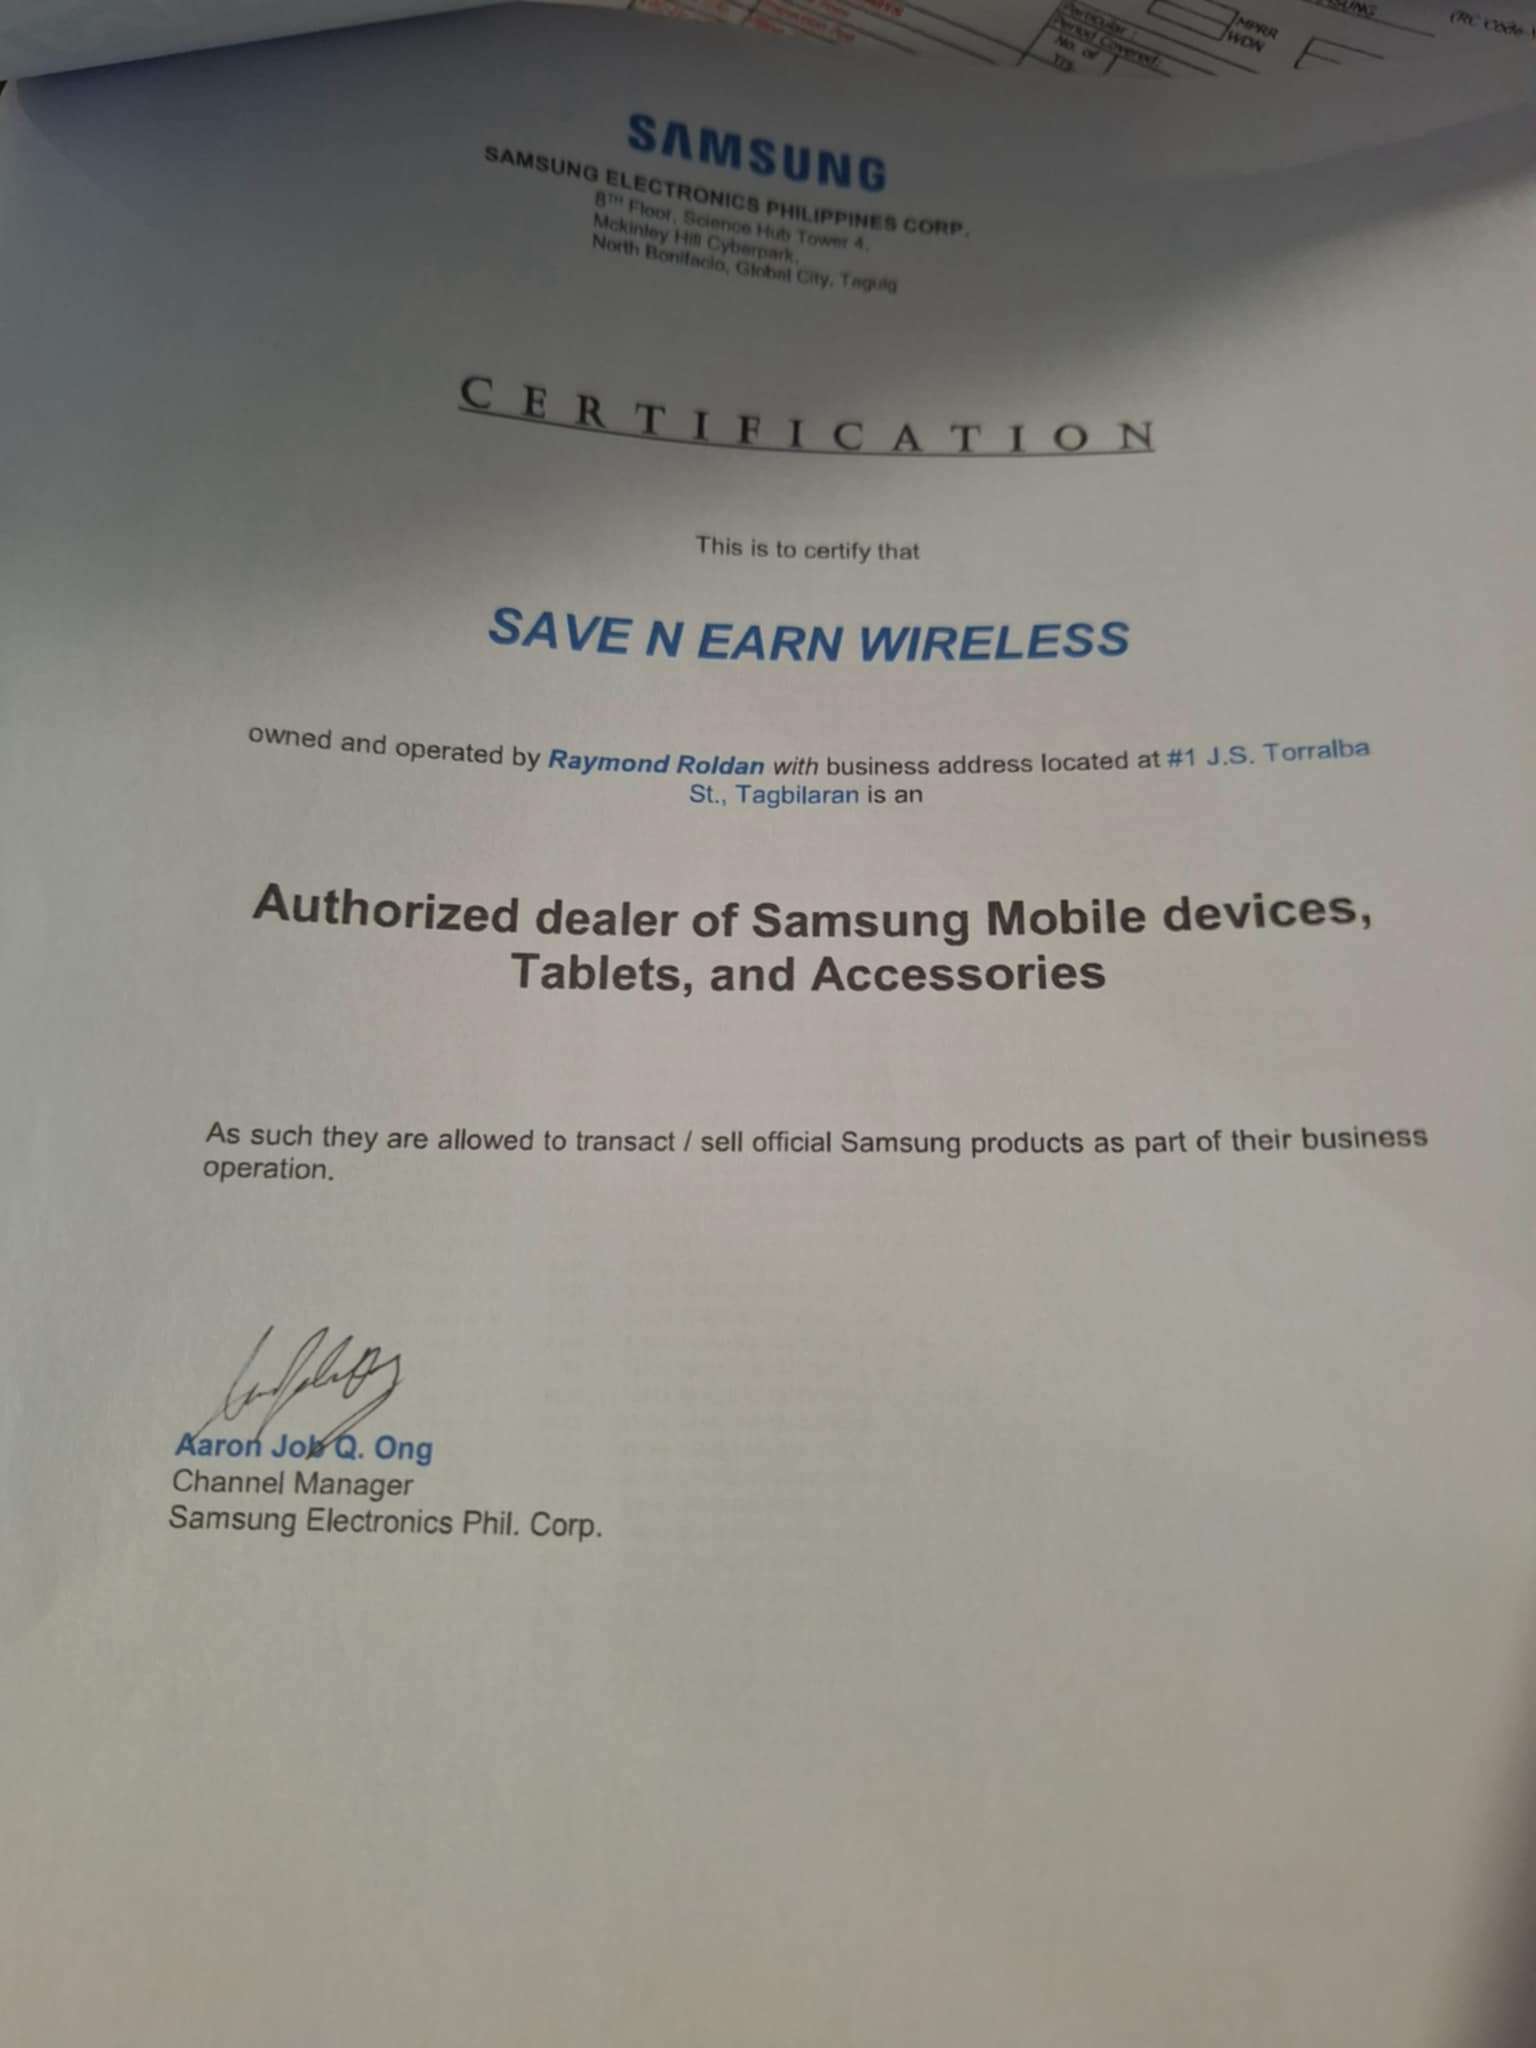 Particular :
Period Covered:
No. of
Yrs.
MPRR
WDN
(RC Code
SAMSUNG
SAMSUNG ELECTRONICS PHILIPPINES CORP.
8TH Floor, Science Hub Tower 4,
Mckinley Hill Cyberpark,
North Bonifacio, Global City, Taguig
CERTIFICATION
This is to certify that
SAVE N EARN WIRELESS
owned and operated by Raymond Roldan with business address located at #1 J.S. Torralba
St., Tagbilaran is an
Authorized dealer of Samsung Mobile devices,
Tablets, and Accessories
As such they are allowed to transact / sell official Samsung products as part of their business
operation.
Aaron Job Q. Ong
Channel Manager
Samsung Electronics Phil. Corp.